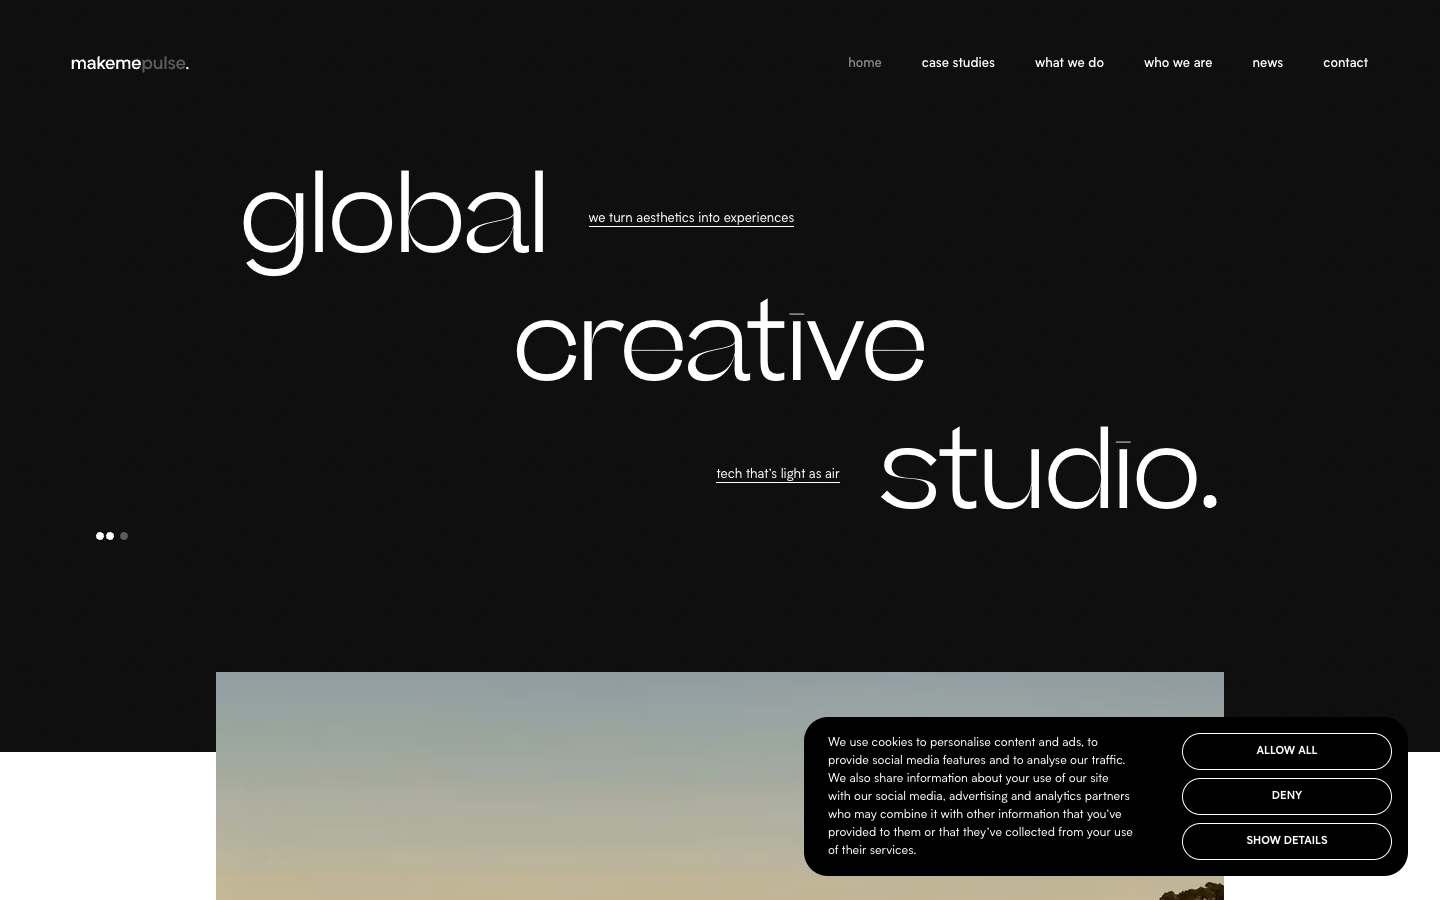 makemepulse.
home
case studies
what we do
who we are
news
contact
global
we turn aesthetics into experiences
creative
tech that's light as air
studio.
We use cookies to personalise content and ads, to
provide social media features and to analyse our traffic.
We also share information about your use of our site
with our social media, advertising and analytics partners
who may combine it with other information that you've
provided to them or that they've collected from your use
of their services.
ALLOW ALL
DENY
SHOW DETAILS